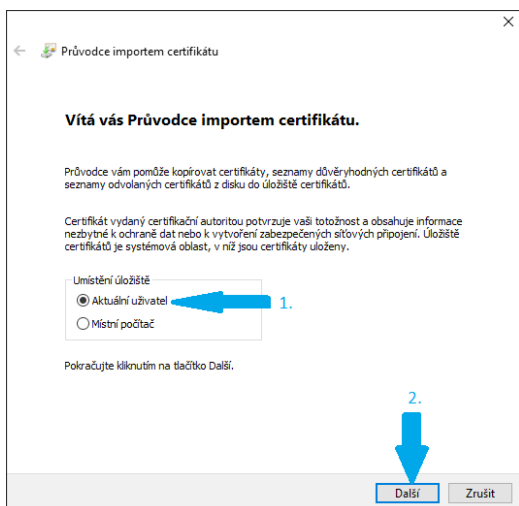 Průvodce importem certifikátu
Vítá vás Průvodce importem certifikátu.
Průvodce vám pomůže kopírovat certifikáty, seznamy důvěryhodných certifikátů a
seznamy odvolaných certifikátů z disku do úložiště certifikátů.
Certifikát vydaný certifikační autoritou potvrzuje vaši totožnost a obsahuje informace
nezbytné k ochraně dat nebo k vytvoření zabezpečených síťových připojení. Úložiště
certifikátů je systémová oblast, v níž jsou certifikáty uloženy.
Umístění úložiště
Aktuální uživatel 1.
Místní počítač
Pokračujte kliknutím na tlačítko Další.
2.
Další Zrušit